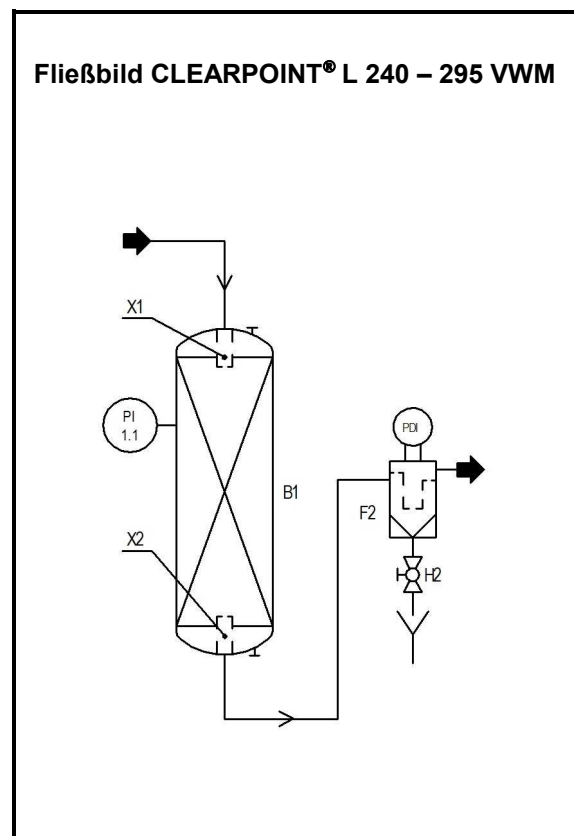 Fließbild CLEARPOINT® L 240 – 295 VWM
X1
PI
1.1
PDI
B1
F2
X2
H2